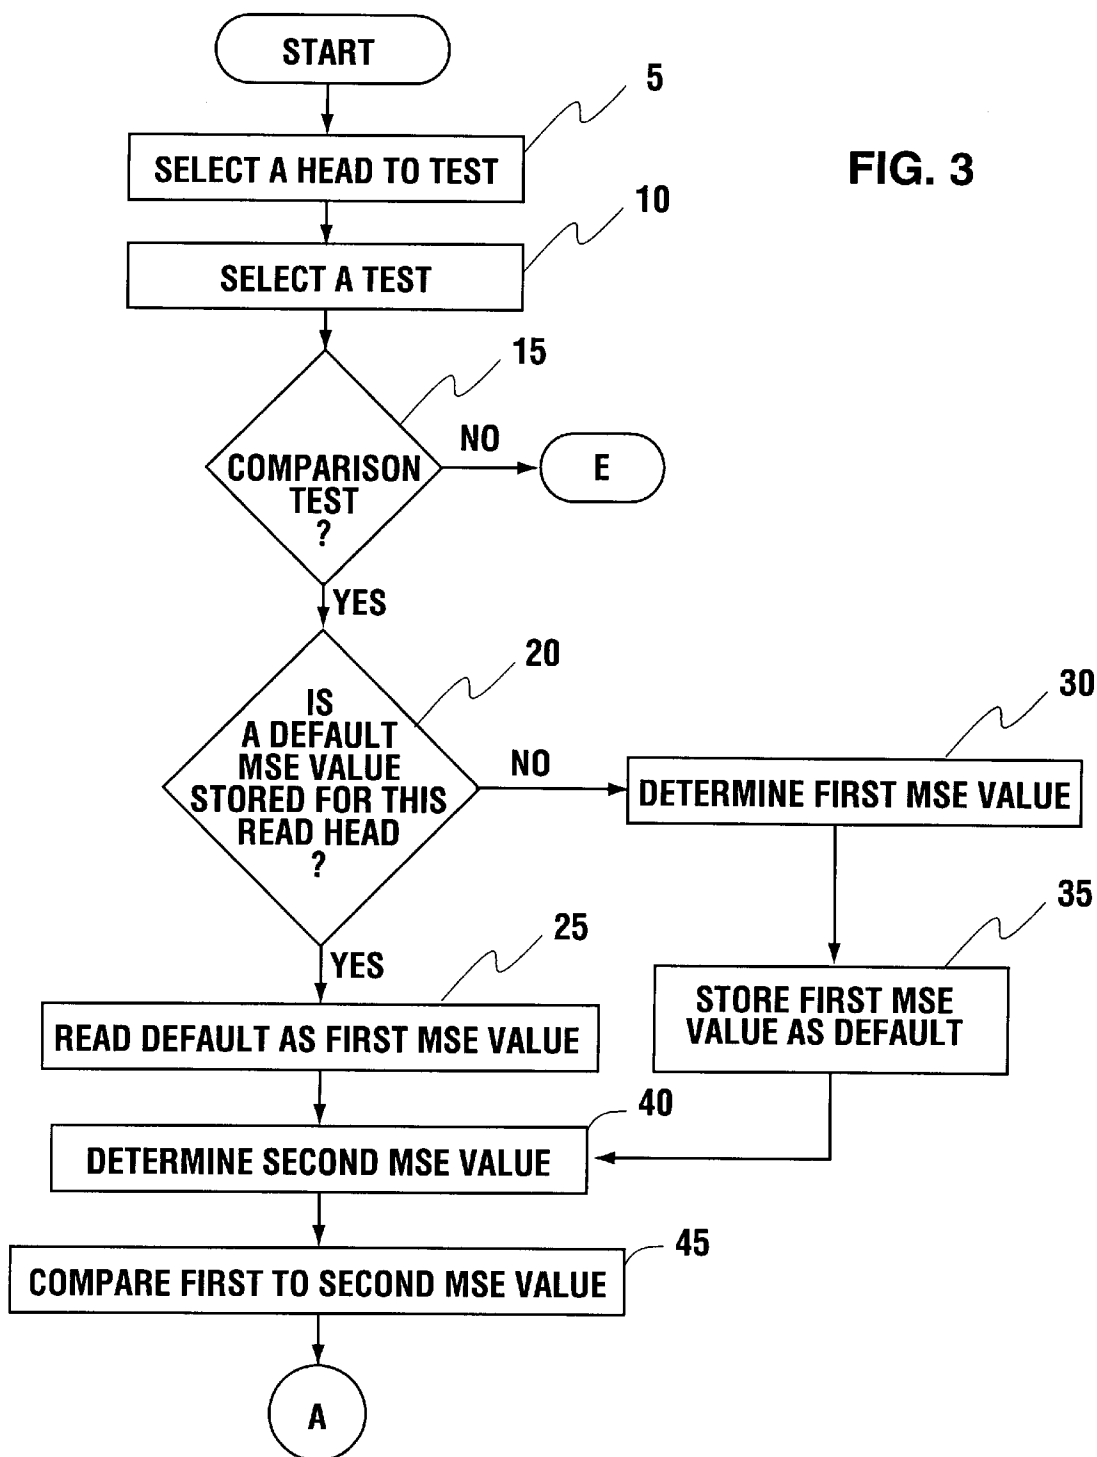 START
5
SELECT A HEAD TO TEST
FIG. 3
10
SELECT A TEST
15
COMPARISON
TEST
?
NO
E
YES
20
IS
A DEFAULT
MSE VALUE
STORED FOR THIS
READ HEAD
?
NO
30
DETERMINE FIRST MSE VALUE
35
STORE FIRST MSE
VALUE AS DEFAULT
YES
25
READ DEFAULT AS FIRST MSE VALUE
40
DETERMINE SECOND MSE VALUE
45
COMPARE FIRST TO SECOND MSE VALUE
A